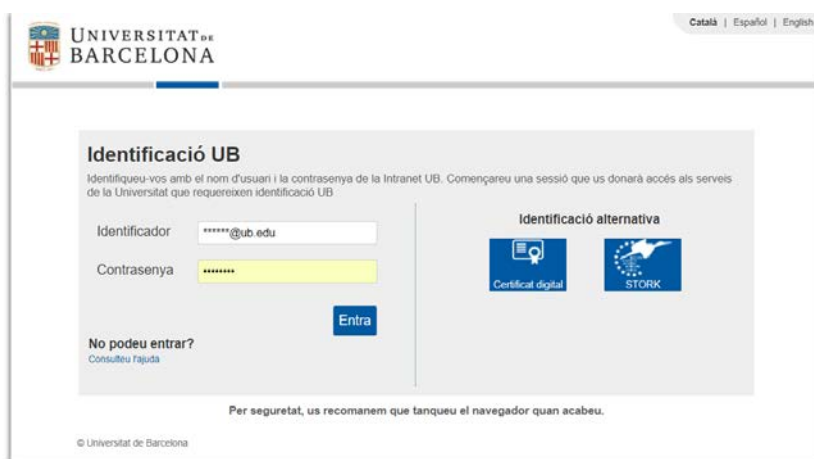 UNIVERSITAT DE
BARCELONA
Català | Español | English
Identificació UB
Identifiqueu-vos amb el nom d'usuari i la contrasenya de la Intranet UB. Començareu una sessió que us donarà accés als serveis
de la Universitat que requereixen identificació UB
Identificador
******@ub.edu
Contrasenya
••••••••
Entra
No podeu entrar?
Consulteu l'ajuda
Identificació alternativa
Certificat digital
STORK
Per seguretat, us recomanem que tanqueu el navegador quan acabeu.
© Universitat de Barcelona